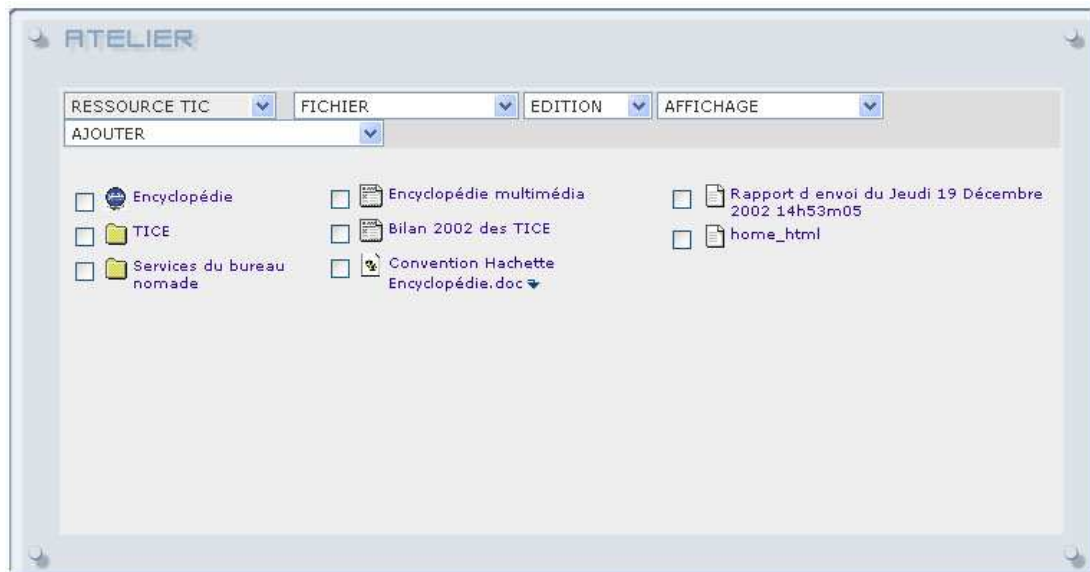 ATELIER
RESSOURCE TIC FICHIER EDITION AFFICHAGE
AJOUTER
Encyclopédie
TICE
Services du bureau
nomade
Encyclopédie multimédia
Bilan 2002 des TICE
Convention Hachette
Encyclopédie.doc
Rapport d envoi du Jeudi 19 Décembre
2002 14h53m05
home_html